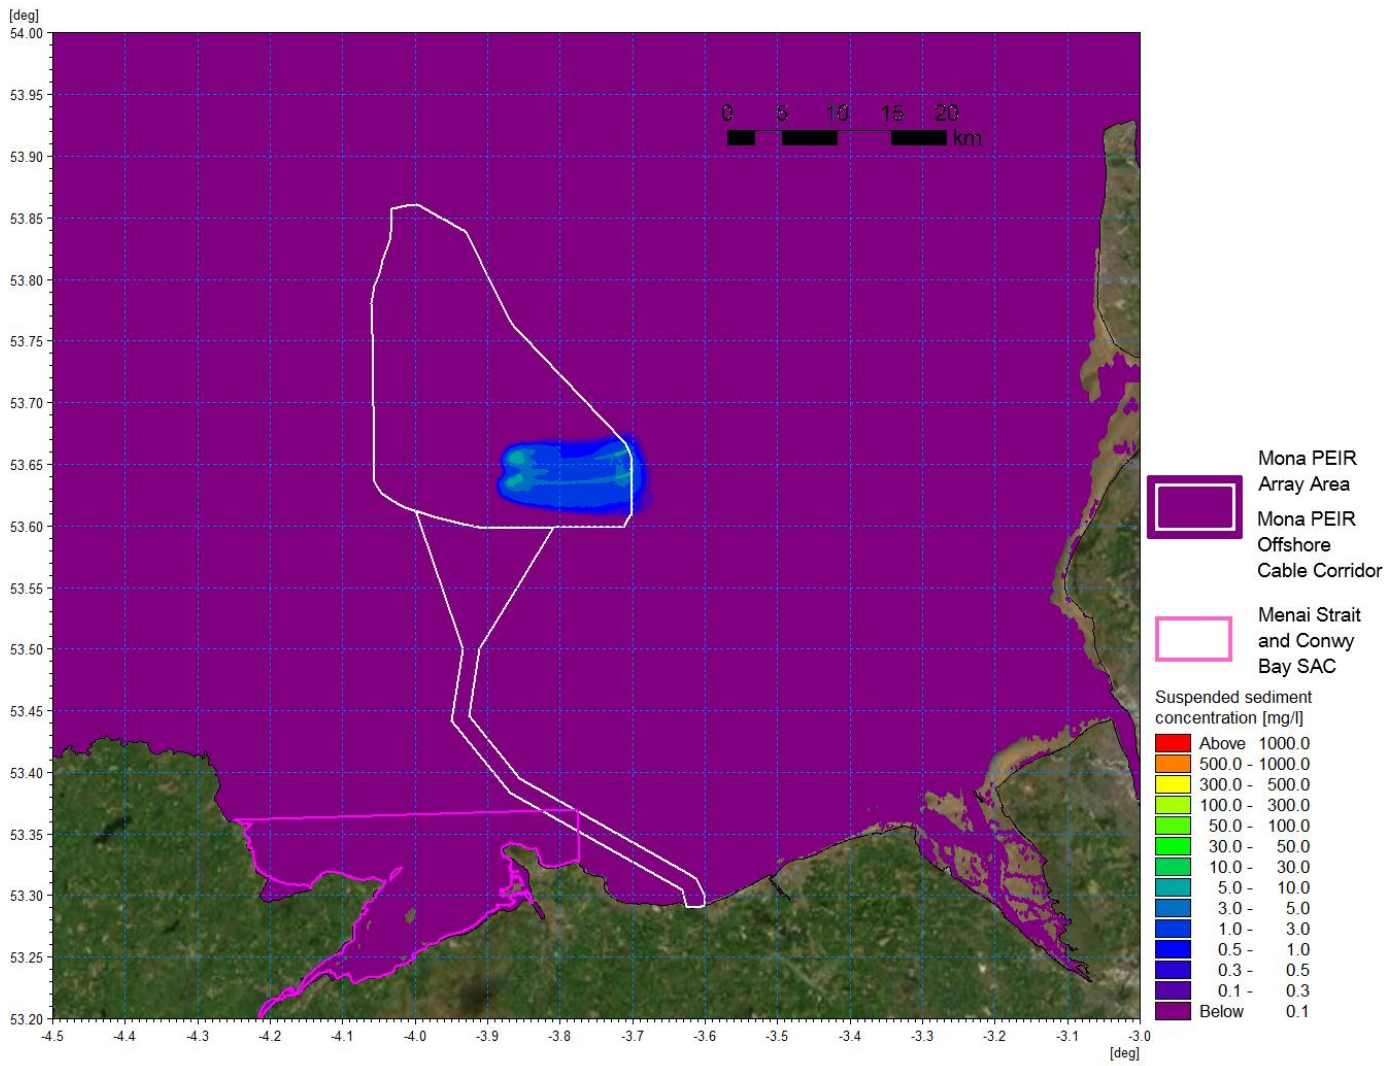 [deg]
54.00
53.95
53.90
53.85
53.80
53.75
53.70
53.65
53.60
53.55
53.50
53.45
53.40
53.35
53.30
53.25
53.20
-4.5 -4.4 -4.3 -4.2 -4.1 -4.0 -3.9 -3.8 -3.7 -3.6 -3.5 -3.4 -3.3 -3.2 -3.1 -3.0
[deg]
0 5 10 15 20
km
Mona PEIR
Array Area
Mona PEIR
Offshore
Cable Corridor
Menai Strait
and Conwy
Bay SAC
Suspended sediment
concentration [mg/l]
Above 1000.0
500.0 - 1000.0
300.0 - 500.0
100.0 - 300.0
50.0 - 100.0
30.0 - 50.0
10.0 - 30.0
5.0 - 10.0
3.0 - 5.0
1.0 - 3.0
0.5 - 1.0
0.3 - 0.5
0.1 - 0.3
Below 0.1